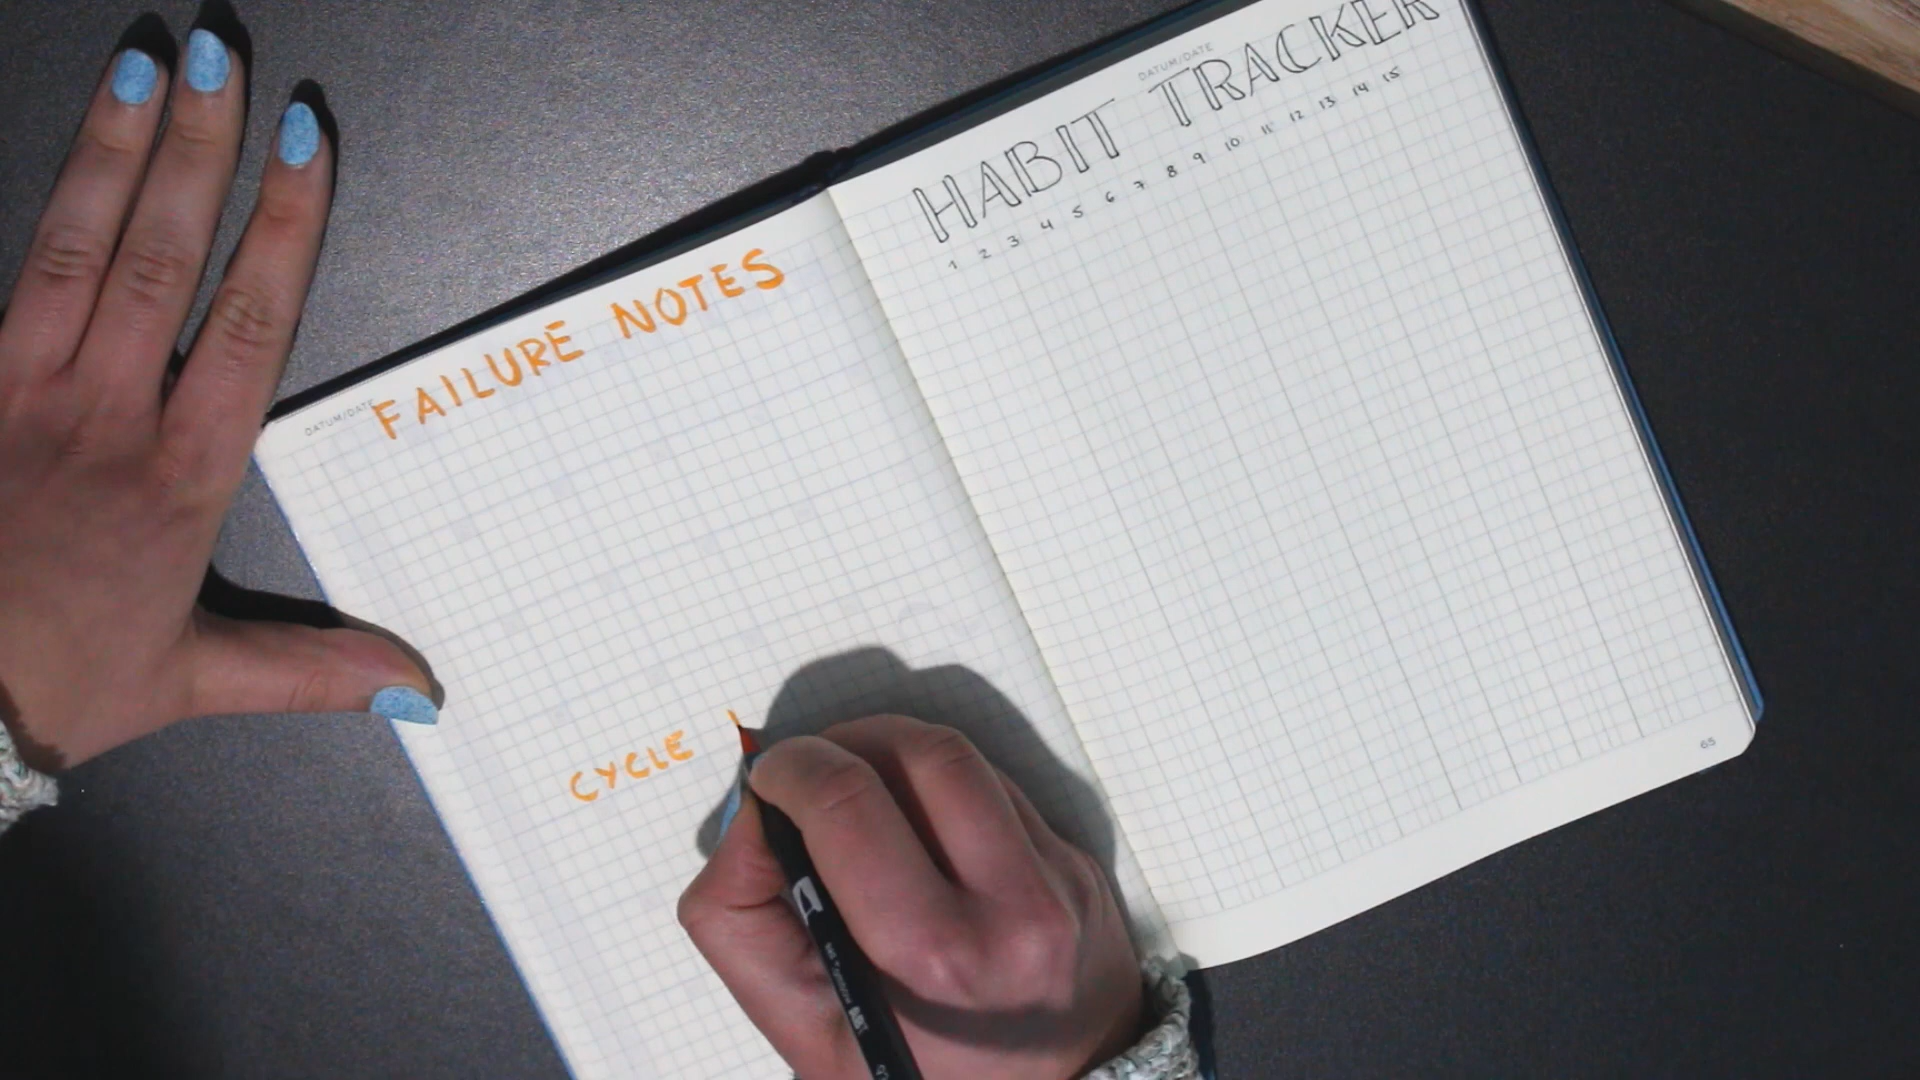 DATUM/DATE
FAILURE NOTES
CYCLE
DATUM/DATE
HABIT TRACKER
1 2 3 4 5 6 7 8 9 10 11 12 13 14 15
65